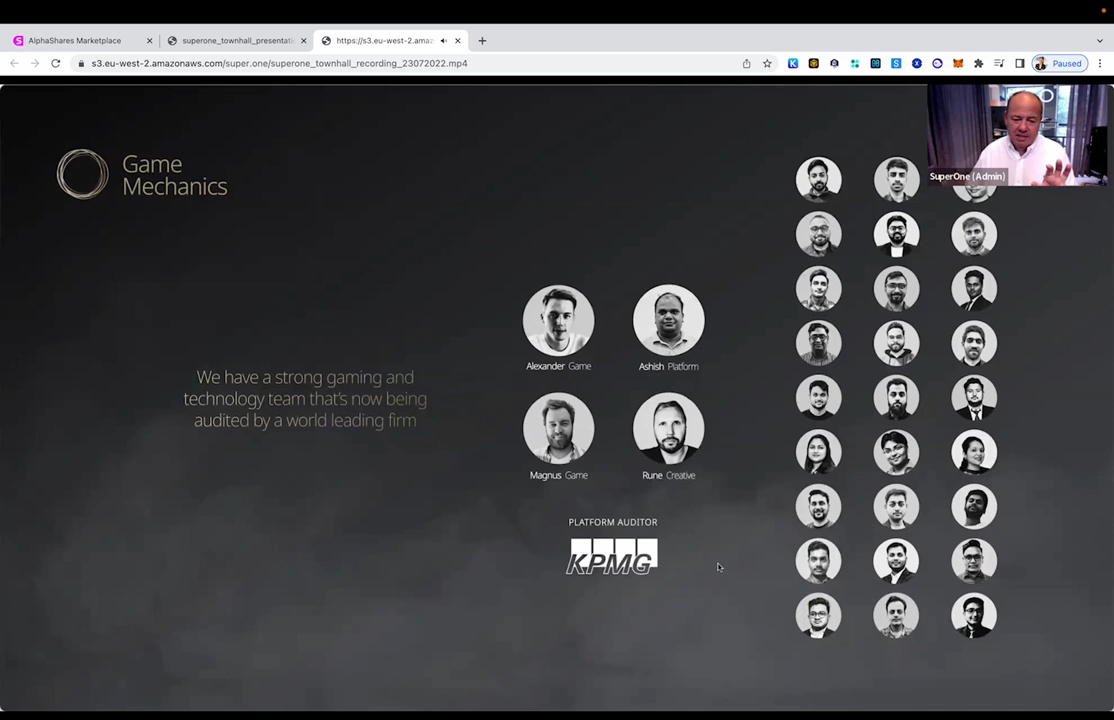 AlphaShares Marketplace
superone_townhall_presentati
https://s3.eu-west-2.amazonaws
s3.eu-west-2.amazonaws.com/super.one/superone_townhall_recording_23072022.mp4
Paused
Game
Mechanics
SuperOne (Admin)
We have a strong gaming and
technology team that's now being
audited by a world leading firm
Alexander Game
Ashish Platform
Magnus Game
Rune Creative
PLATFORM AUDITOR
KPMG